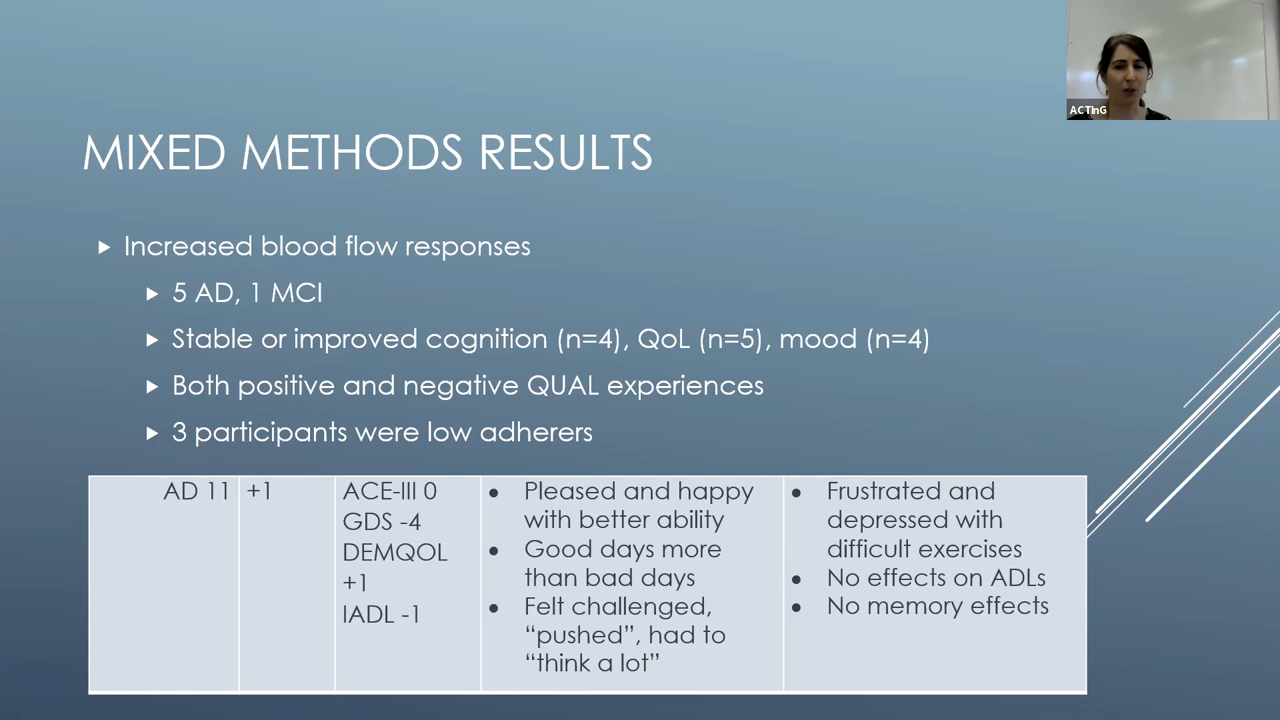 ACTInG
MIXED METHODS RESULTS
Increased blood flow responses
5 AD, 1 MCI
Stable or improved cognition (n=4), QoL (n=5), mood (n=4)
Both positive and negative QUAL experiences
3 participants were low adherers
AD 11
+1
ACE-III 0
GDS -4
DEMQOL
+1
IADL -1
• Pleased and happy
with better ability
• Good days more
than bad days
• Felt challenged,
“pushed”, had to
“think a lot”
• Frustrated and
depressed with
difficult exercises
• No effects on ADLs
• No memory effects